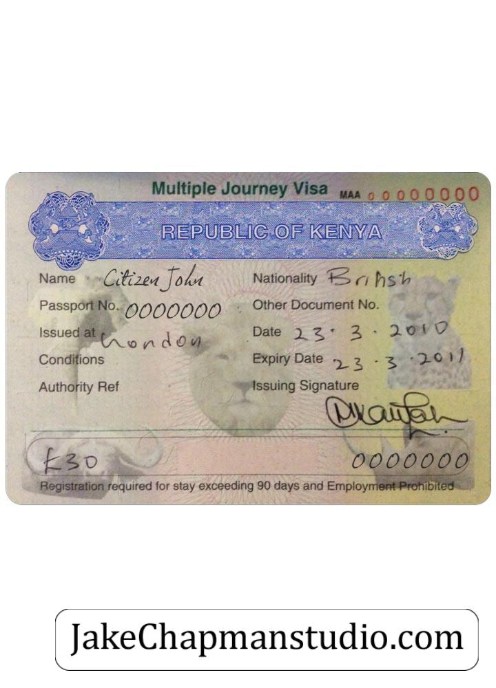 Multiple Journey Visa MAA 00000000
REPUBLIC OF KENYA
Name Citizen John Nationality British
Passport No. 0000000 Other Document No.
Issued at London Date 23 · 3 · 2010
Conditions Expiry Date 23 · 3 · 2011
Authority Ref Issuing Signature
£30 0000000
Registration required for stay exceeding 90 days and Employment Prohibited
JakeChapmanstudio.com